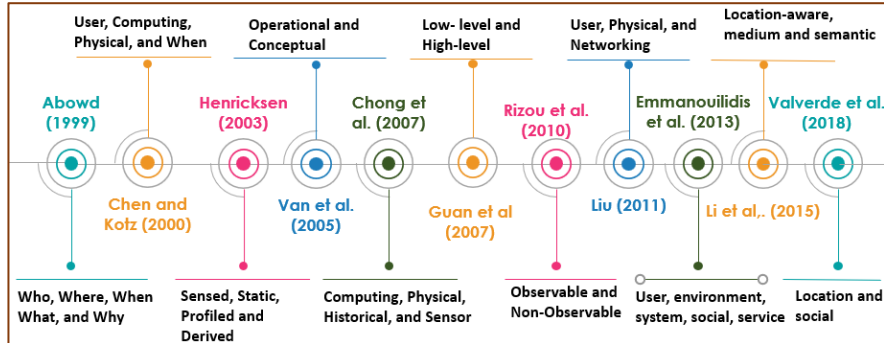 User, Computing,
Physical, and When
Operational and
Conceptual
Low- level and
High-level
User, Physical, and
Networking
Location-aware,
medium and semantic
Abowd
(1999)
Henricksen
(2003)
Chong et
al. (2007)
Rizou et al.
(2010)
Emmanouilidis
et al. 2013)
Valverde et al.
(2018)
Chen and
Kotz (2000)
Van et al.
(2005)
Guan et al
(2007)
Liu (2011)
Li et al,. (2015)
Who, Where, When
What, and Why
Sensed, Static,
Profiled and
Derived
Computing, Physical,
Historical, and Sensor
Observable and
Non-Observable
User, environment,
system, social, service
Location and
social